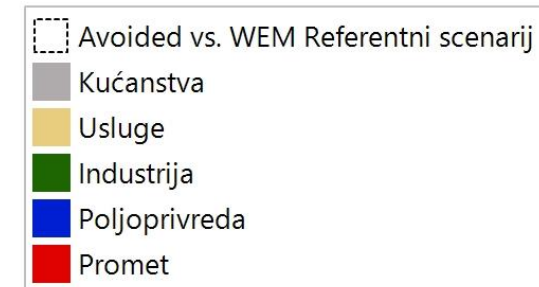 Avoided vs. WEM Referentni scenarij
Kućanstva
Usluge
Industrija
Poljoprivreda
Promet